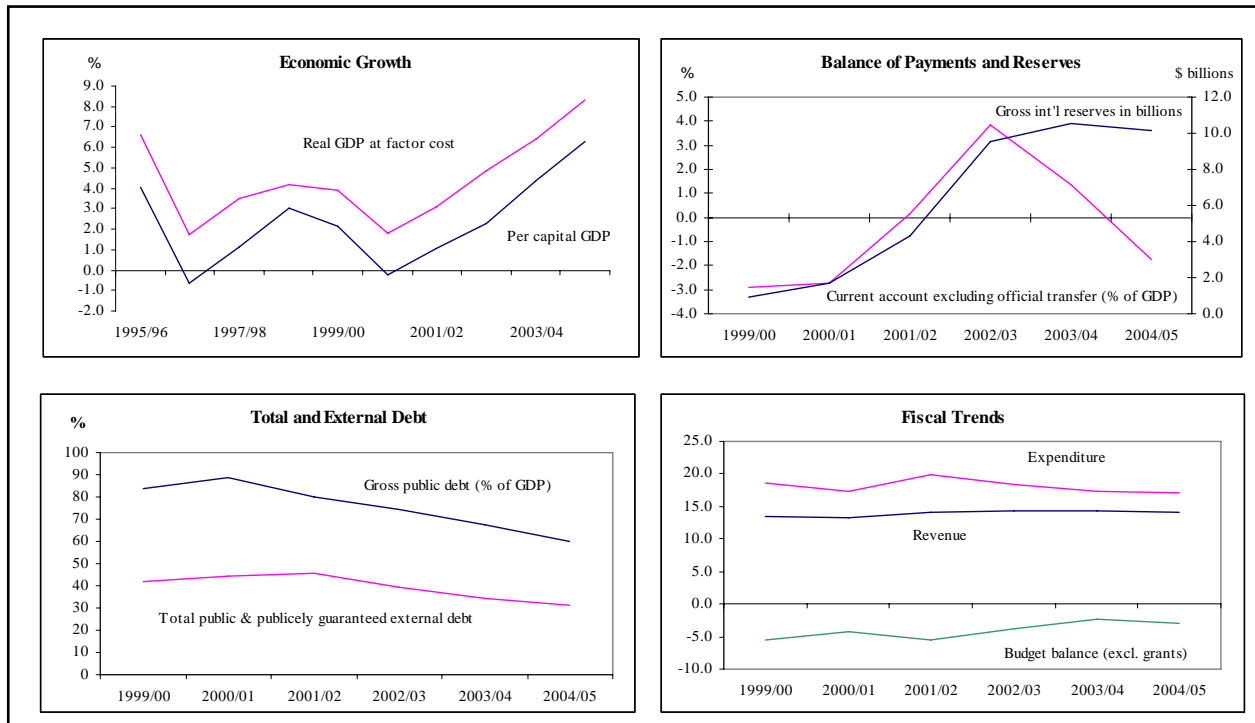 Economic Growth
%
9.0
8.0
7.0
6.0
5.0
4.0
3.0
2.0
1.0
0.0
-1.0
-2.0
Real GDP at factor cost
Per capital GDP
1995/96 1997/98 1999/00 2001/02 2003/04
Balance of Payments and Reserves
% $ billions
5.0
4.0
3.0
2.0
1.0
0.0
-1.0
-2.0
-3.0
-4.0
12.0
10.0
8.0
6.0
4.0
2.0
0.0
Gross int'l reserves in billions
Current account excluding official transfer (% of GDP)
1999/00 2000/01 2001/02 2002/03 2003/04 2004/05
Total and External Debt
%
100
90
80
70
60
50
40
30
20
10
0
Gross public debt (% of GDP)
Total public & publicely guaranteed external debt
1999/00 2000/01 2001/02 2002/03 2003/04 2004/05
Fiscal Trends
25.0
20.0
15.0
10.0
5.0
0.0
-5.0
-10.0
Expenditure
Revenue
Budget balance (excl. grants)
1999/00 2000/01 2001/02 2002/03 2003/04 2004/05